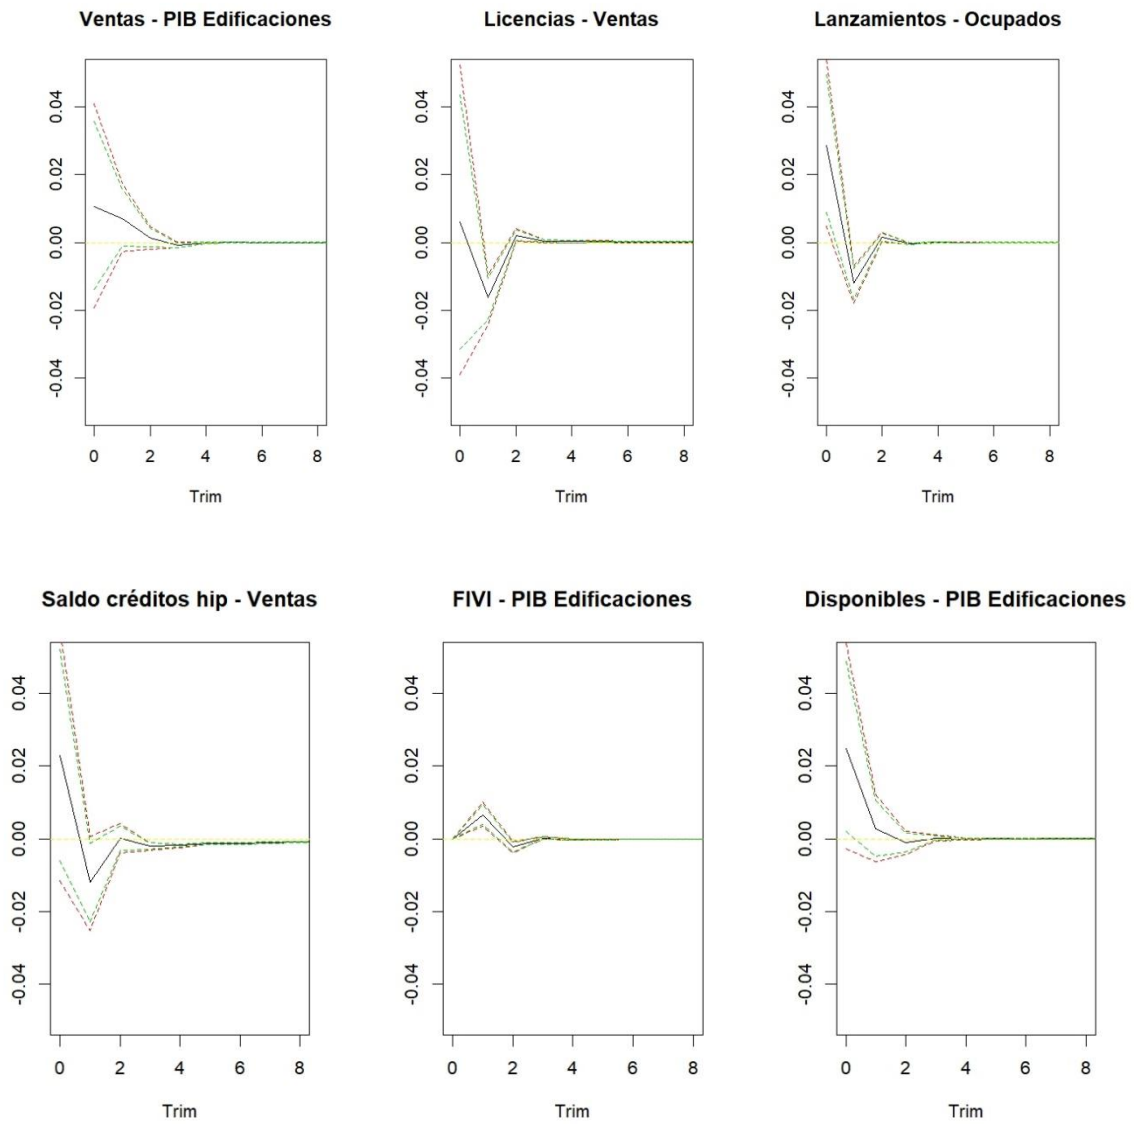 Ventas - PIB Edificaciones
0.04
0.02
0.00
-0.02
-0.04
0 2 4 6 8
Trim
Licencias - Ventas
0.04
0.02
0.00
-0.02
-0.04
0 2 4 6 8
Trim
Lanzamientos - Ocupados
0.04
0.02
0.00
-0.02
-0.04
0 2 4 6 8
Trim
Saldo créditos hip - Ventas
0.04
0.02
0.00
-0.02
-0.04
0 2 4 6 8
Trim
FIVI - PIB Edificaciones
0.04
0.02
0.00
-0.02
-0.04
0 2 4 6 8
Trim
Disponibles - PIB Edificaciones
0.04
0.02
0.00
-0.02
-0.04
0 2 4 6 8
Trim